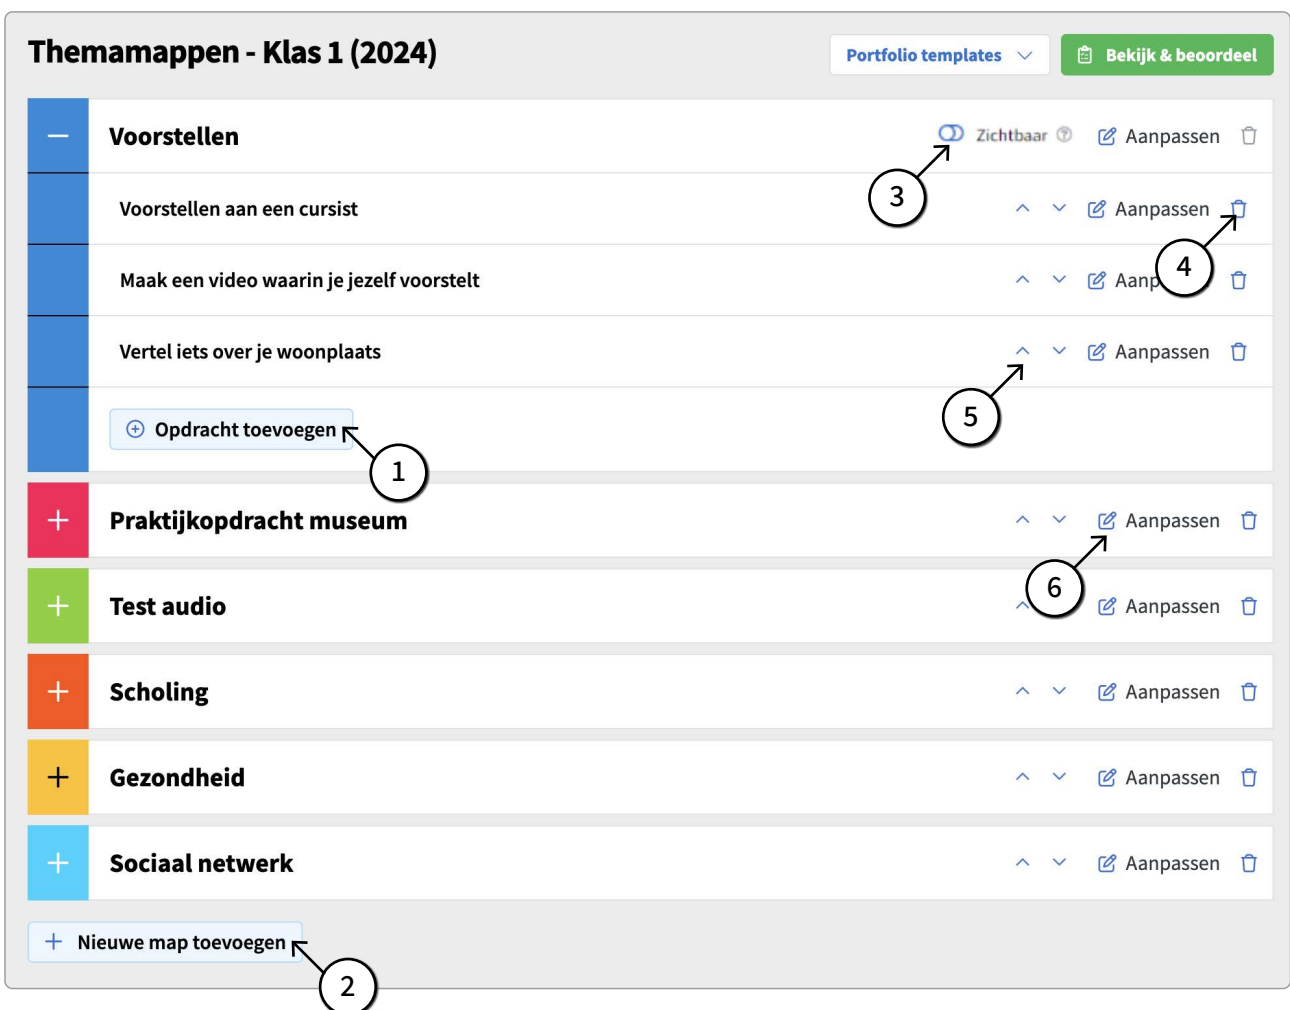 Themamappen - Klas 1 (2024)
Portfolio templates
Bekijk & beoordeel
Voorstellen
Zichtbaar
Aanpassen
3
Voorstellen aan een cursist
Aanpassen
4
Maak een video waarin je jezelf voorstelt
Aanp
Vertel iets over je woonplaats
Aanpassen
5
Opdracht toevoegen
1
Praktijkopdracht museum
Aanpassen
6
Test audio
Aanpassen
Scholing
Aanpassen
Gezondheid
Aanpassen
Sociaal netwerk
Aanpassen
Nieuwe map toevoegen
2